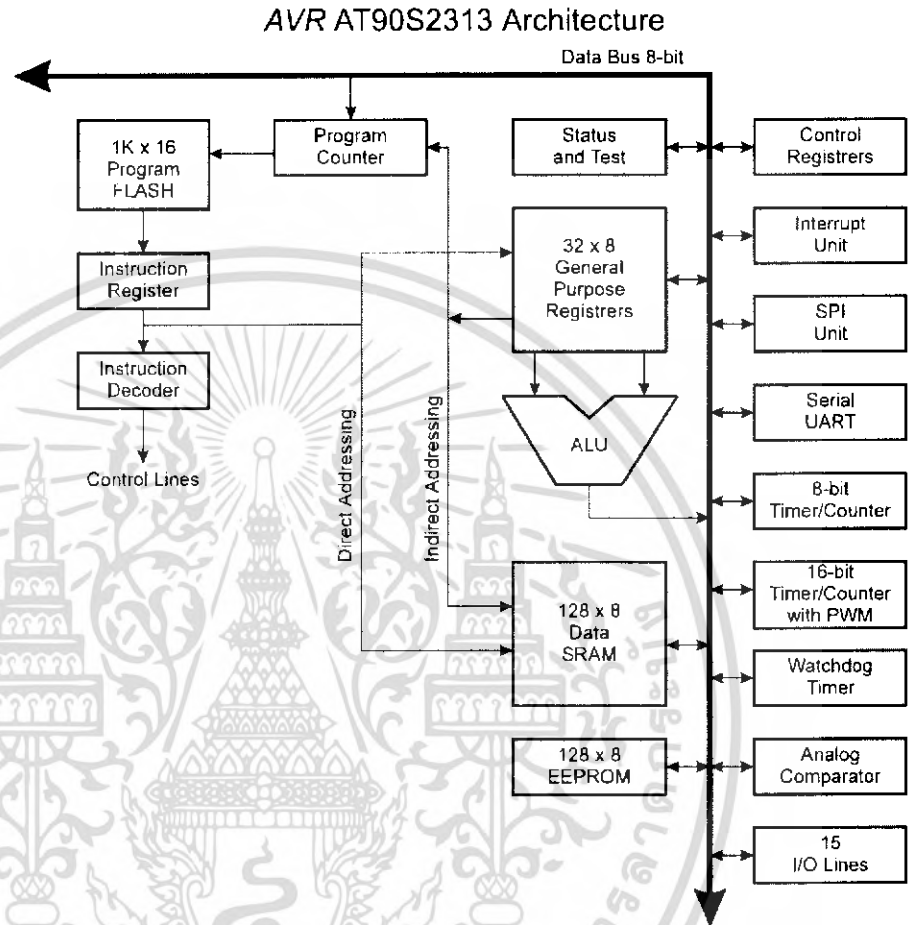 AVR AT90S2313 Architecture
Data Bus 8-bit
1K x 16
Program
FLASH
Program
Counter
Instruction
Register
Instruction
Decoder
Control Lines
Direct Addressing
Indirect Addressing
Status
and Test
32 x 8
General
Purpose
Registrers
ALU
128 x 8
Data
SRAM
128 x 8
EEPROM
Control
Registrers
Interrupt
Unit
SPI
Unit
Serial
UART
8-bit
Timer/Counter
16-bit
Timer/Counter
with PWM
Watchdog
Timer
Analog
Comparator
15
I/O Lines